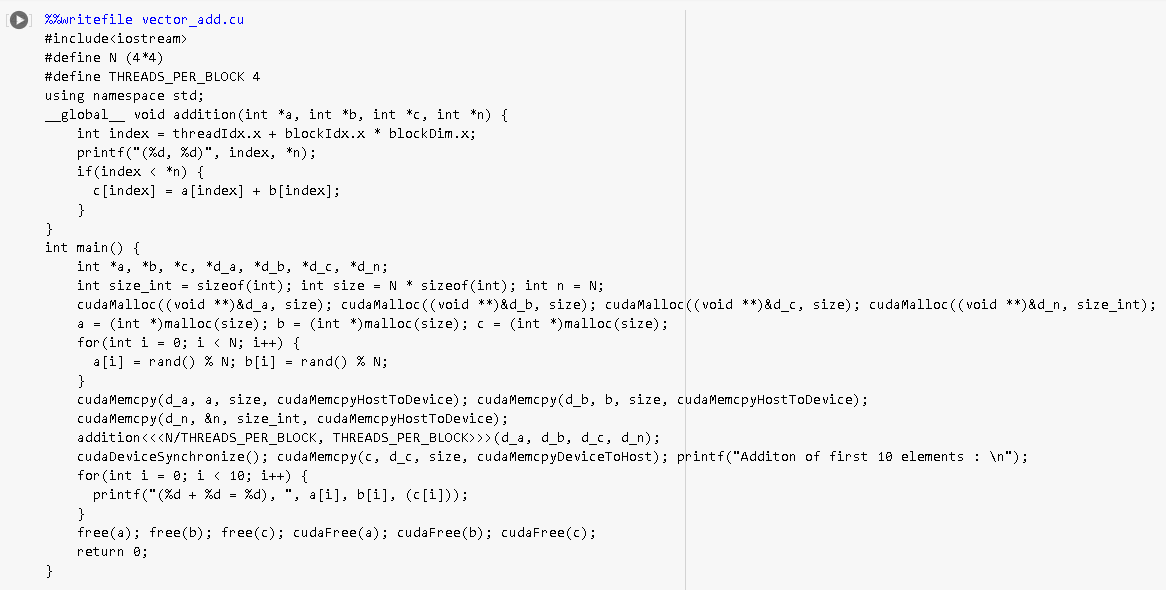 %%writefile vector_add.cu
#include<iostream>
#define N (4*4)
#define THREADS_PER_BLOCK 4
using namespace std;
__global__ void addition(int *a, int *b, int *c, int *n) {
    int index = threadIdx.x + blockIdx.x * blockDim.x;
    printf("(%d, %d)", index, *n);
    if(index < *n) {
      c[index] = a[index] + b[index];
    }
}
int main() {
    int *a, *b, *c, *d_a, *d_b, *d_c, *d_n;
    int size_int = sizeof(int); int size = N * sizeof(int); int n = N;
    cudaMalloc((void **)&d_a, size); cudaMalloc((void **)&d_b, size); cudaMalloc((void **)&d_c, size); cudaMalloc((void **)&d_n, size_int);
    a = (int *)malloc(size); b = (int *)malloc(size); c = (int *)malloc(size);
    for(int i = 0; i < N; i++) {
      a[i] = rand() % N; b[i] = rand() % N;
    }
    cudaMemcpy(d_a, a, size, cudaMemcpyHostToDevice); cudaMemcpy(d_b, b, size, cudaMemcpyHostToDevice);
    cudaMemcpy(d_n, &n, size_int, cudaMemcpyHostToDevice);
    addition<<<N/THREADS_PER_BLOCK, THREADS_PER_BLOCK>>>(d_a, d_b, d_c, d_n);
    cudaDeviceSynchronize(); cudaMemcpy(c, d_c, size, cudaMemcpyDeviceToHost); printf("Additon of first 10 elements : \n");
    for(int i = 0; i < 10; i++) {
      printf("(%d + %d = %d), ", a[i], b[i], (c[i]));
    }
    free(a); free(b); free(c); cudaFree(a); cudaFree(b); cudaFree(c);
    return 0;
}